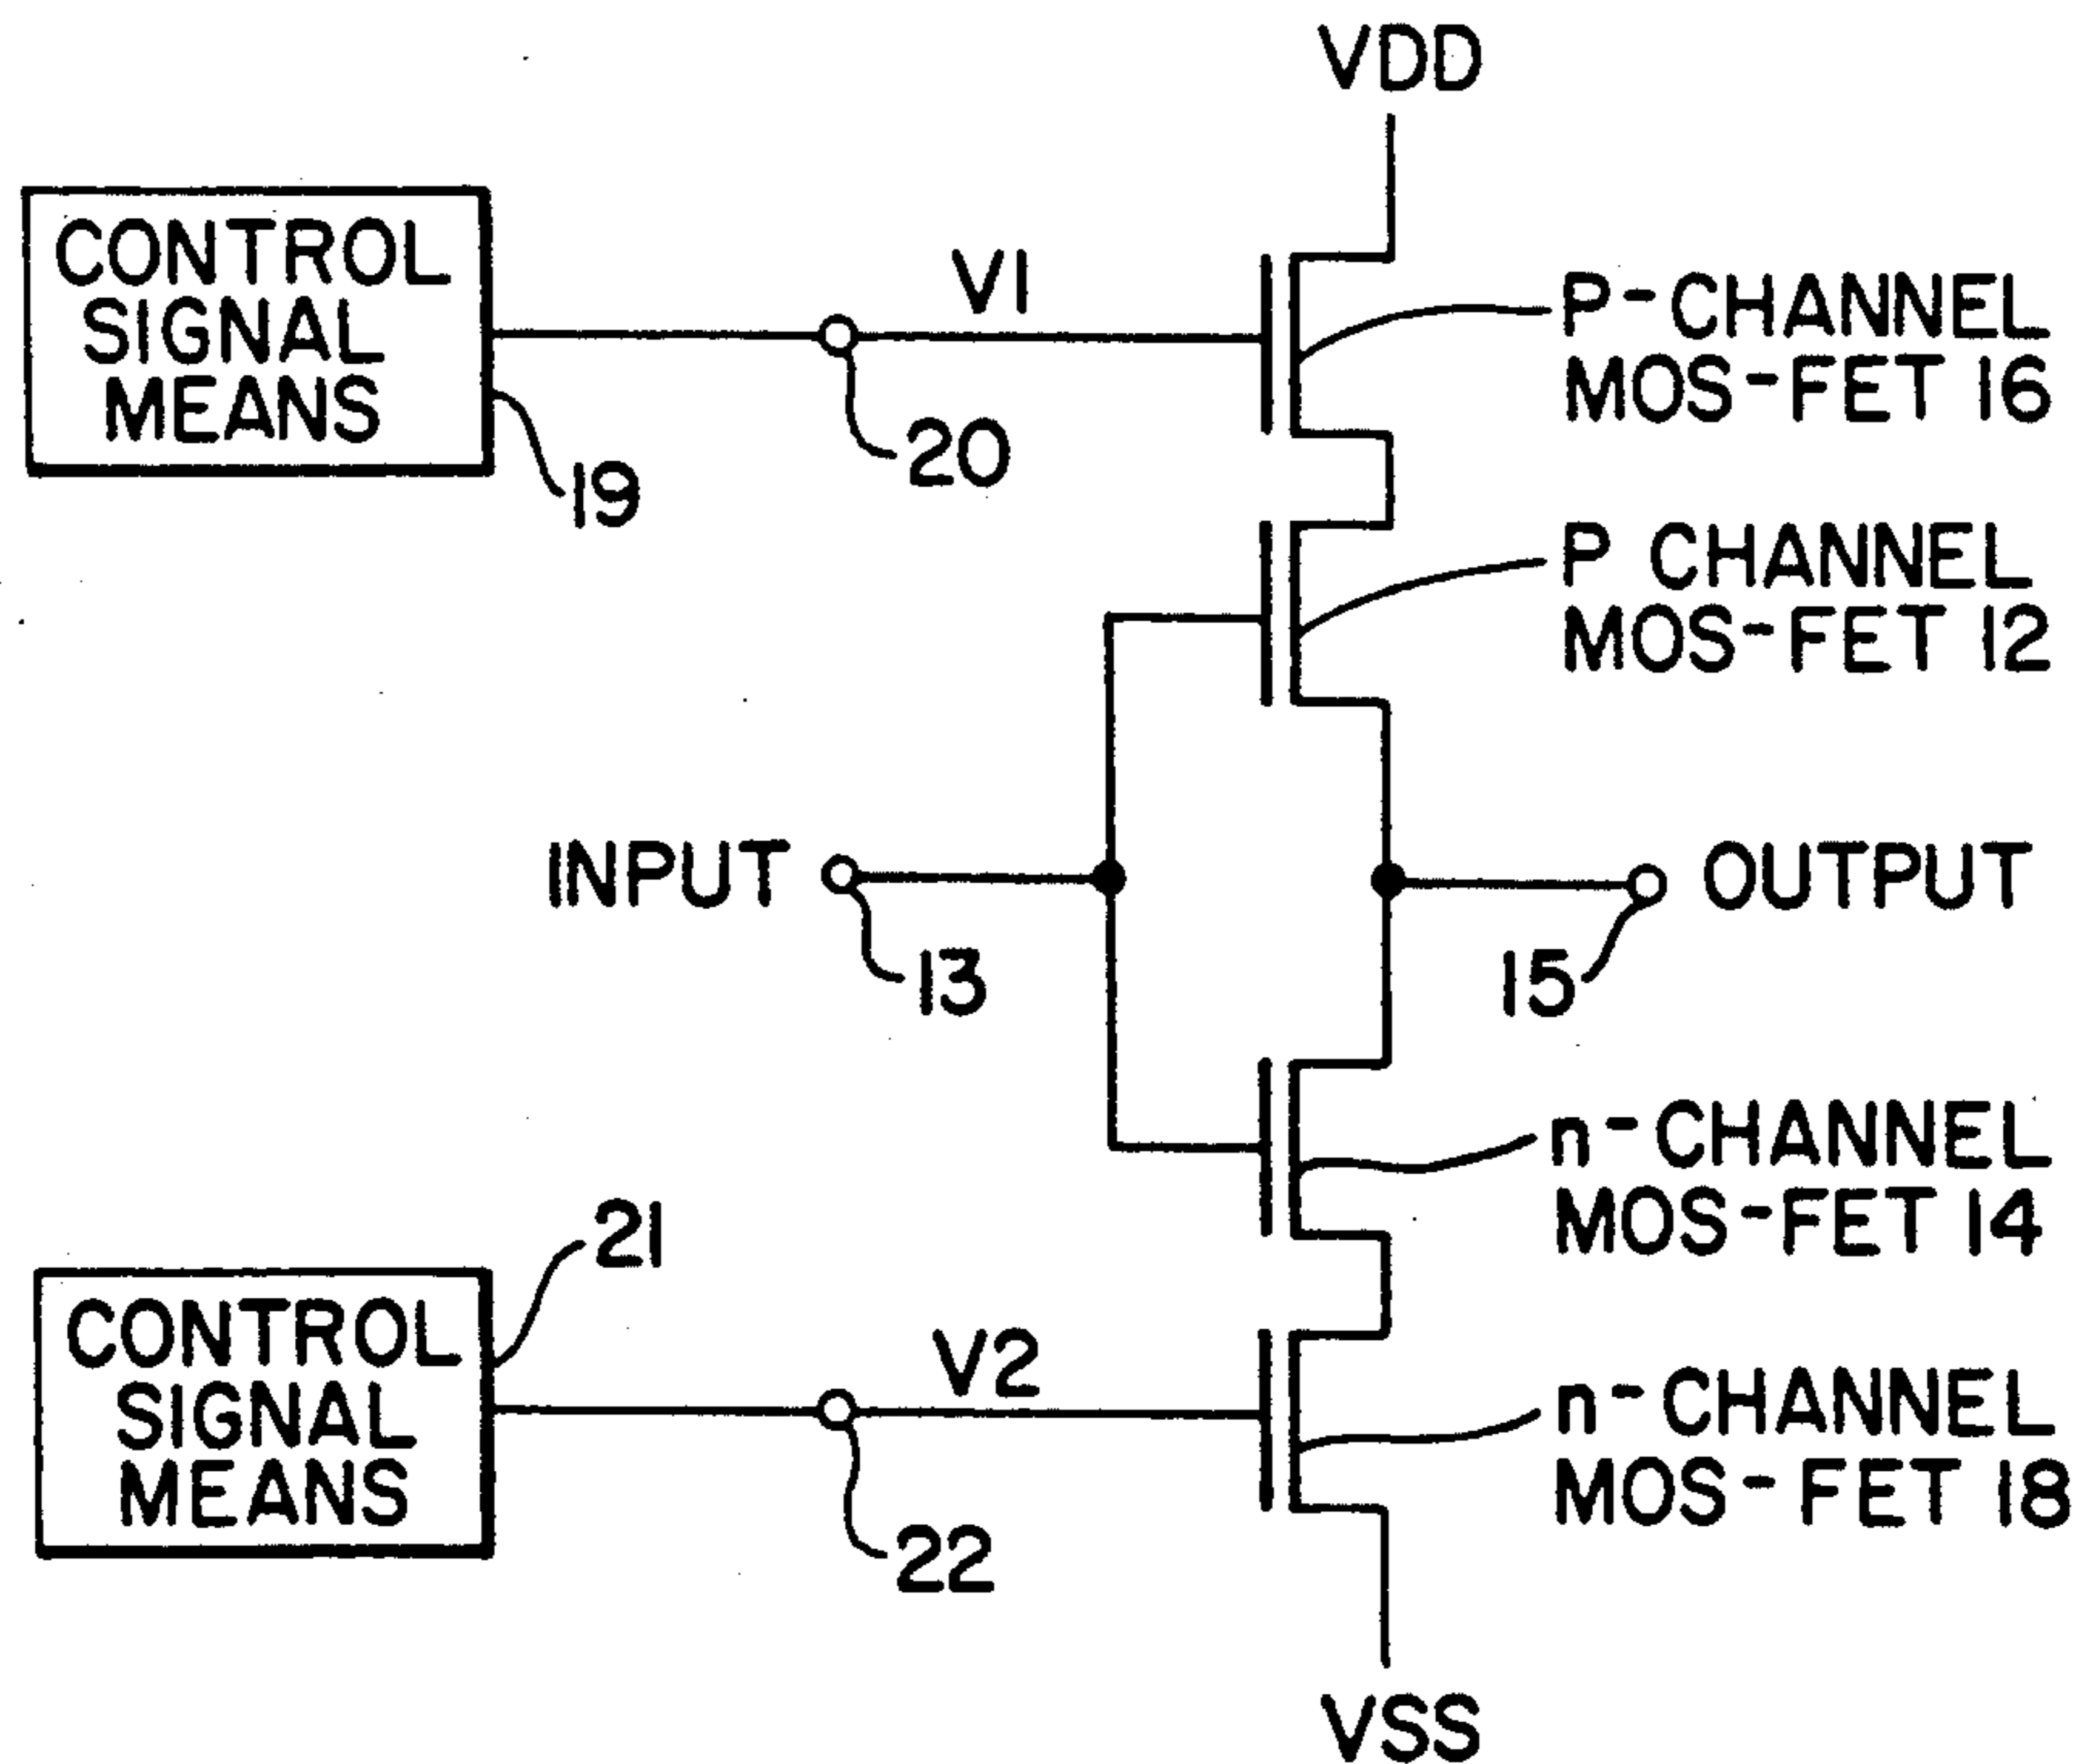 VDD
CONTROL
SIGNAL
MEANS
19
V1
20
P-CHANNEL
MOS-FET 16
P CHANNEL
MOS-FET 12
INPUT
13
OUTPUT
15
n-CHANNEL
MOS-FET 14
21
CONTROL
SIGNAL
MEANS
V2
22
n-CHANNEL
MOS-FET 18
VSS